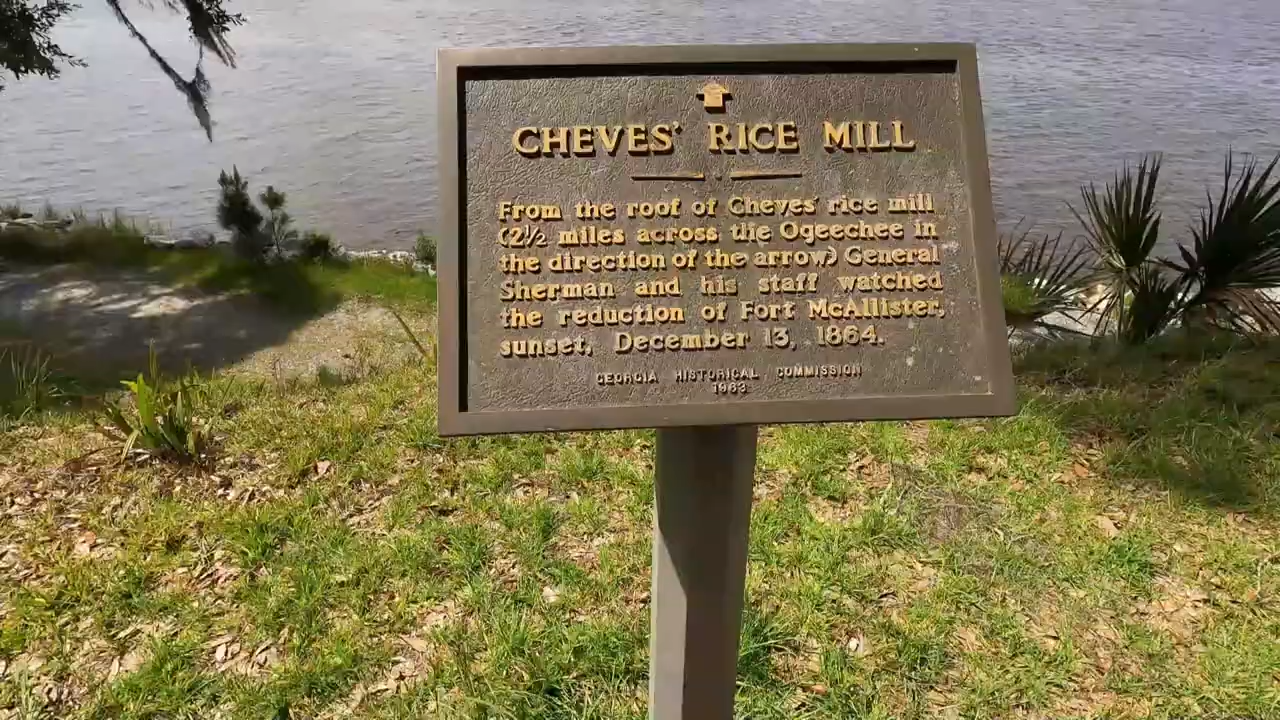 CHEVES' RICE MILL
From the roof of Cheves' rice mill
(2½ miles across the Ogeechee in
the direction of the arrow) General
Sherman and his staff watched
the reduction of Fort McAllister,
sunset, December 13, 1864.
GEORGIA HISTORICAL COMMISSION
1963